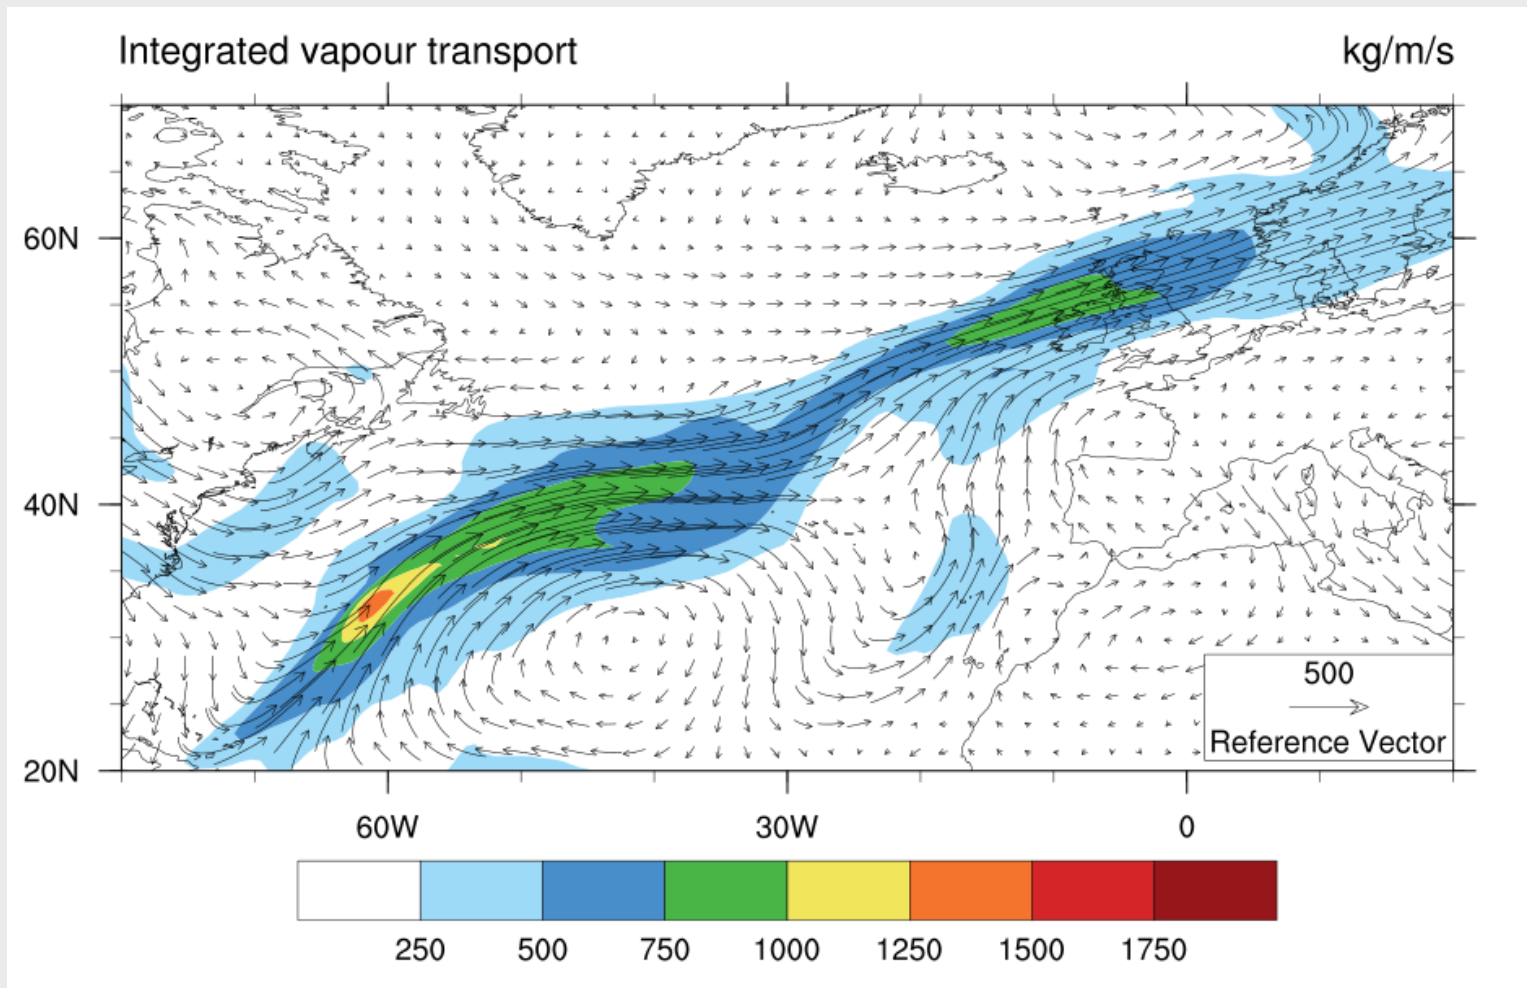 Integrated vapour transport kg/m/s
60N
40N
20N
500
Reference Vector
60W 30W 0
250 500 750 1000 1250 1500 1750